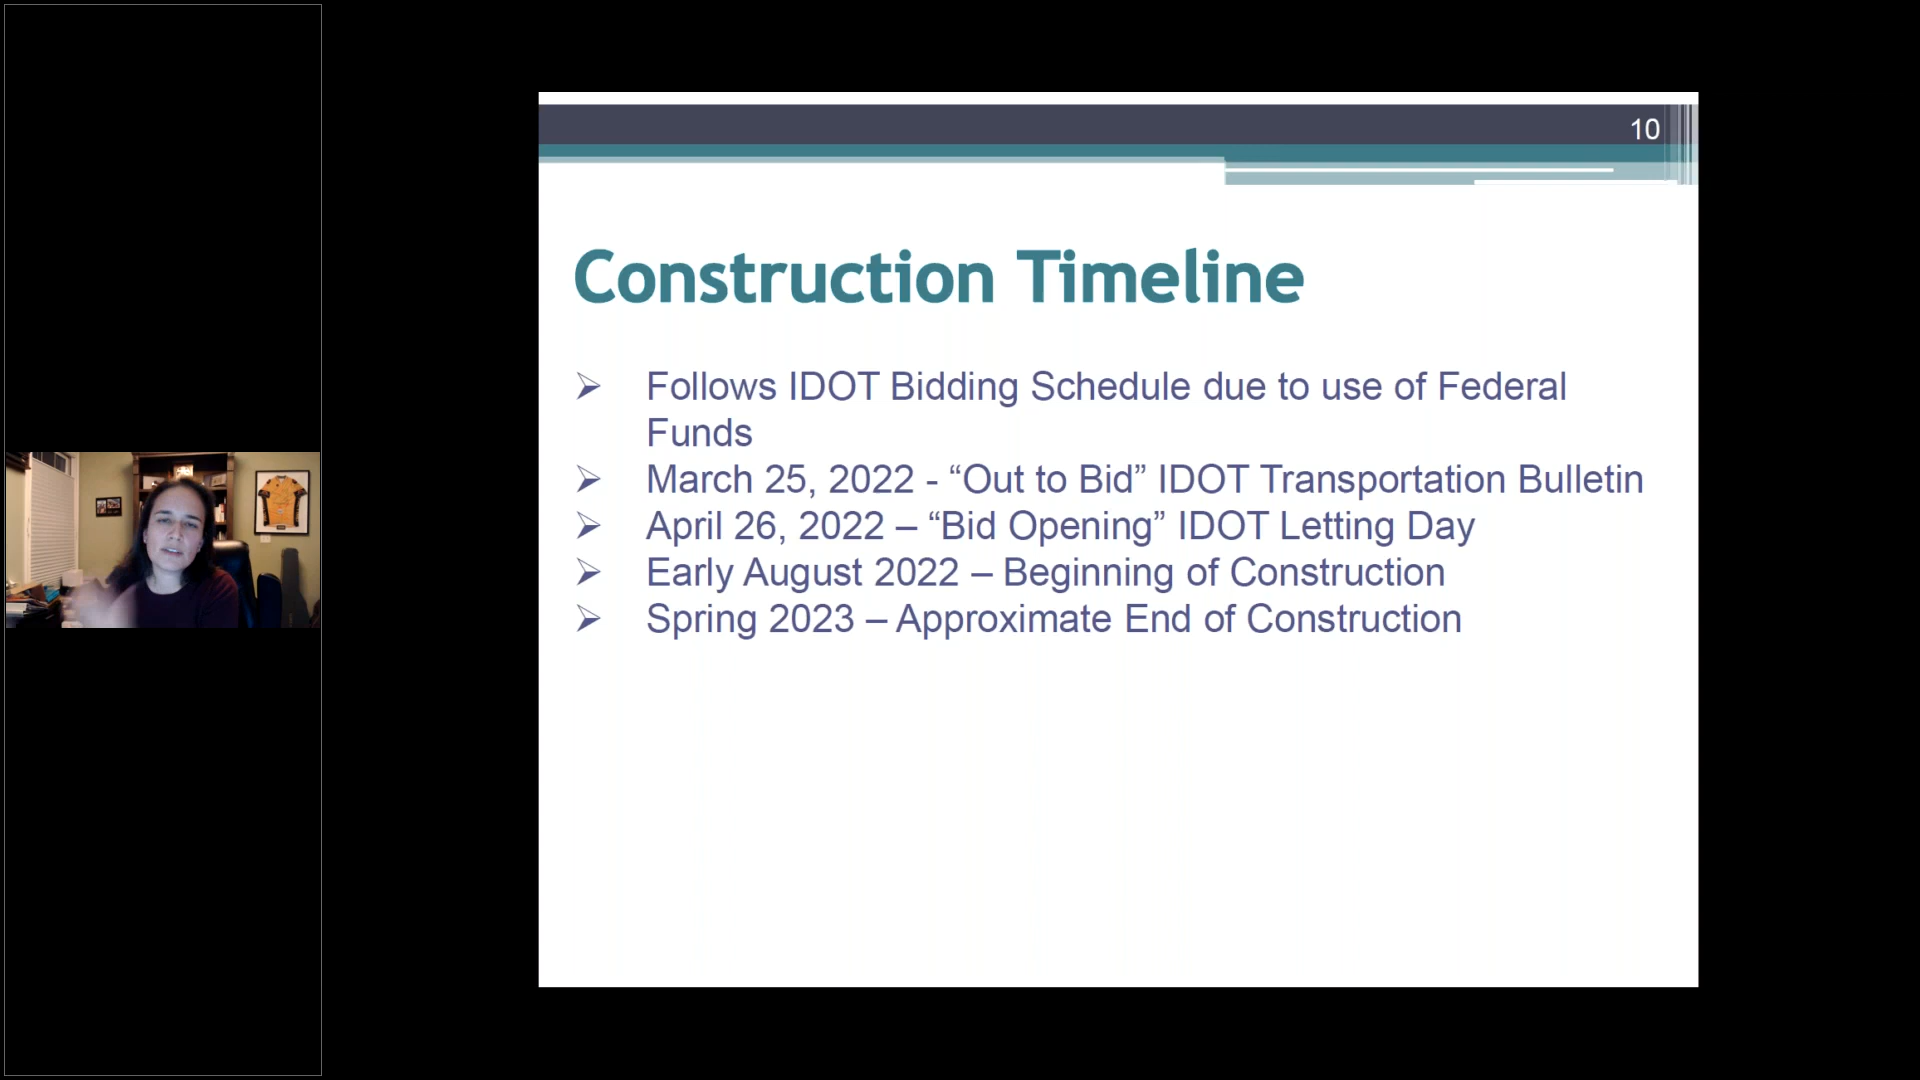 10
Construction Timeline
Follows IDOT Bidding Schedule due to use of Federal
Funds
March 25, 2022 - “Out to Bid” IDOT Transportation Bulletin
April 26, 2022 – “Bid Opening” IDOT Letting Day
Early August 2022 – Beginning of Construction
Spring 2023 – Approximate End of Construction